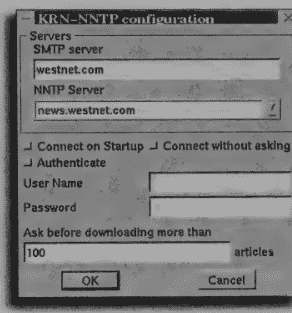 KRN-NNTP configuration
Servers
SMTP server
westnet.com
NNTP Server
news.westnet.com
Connect on Startup Connect without asking
Authenticate
User Name
Password
Ask before downloading more than
100 articles
OK Cancel